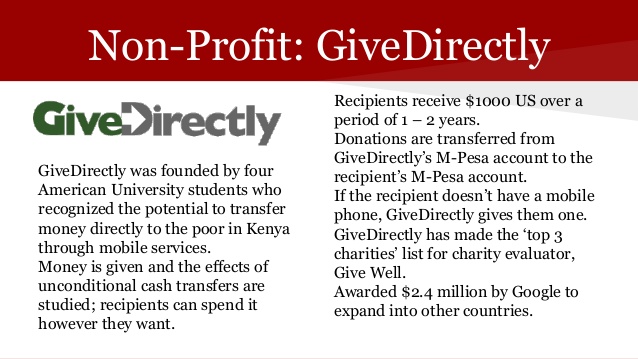 Non-Profit: GiveDirectly
GiveDirectly
GiveDirectly was founded by four
American University students who
recognized the potential to transfer
money directly to the poor in Kenya
through mobile services.
Money is given and the effects of
unconditional cash transfers are
studied; recipients can spend it
however they want.
Recipients receive $1000 US over a
period of 1 – 2 years.
Donations are transferred from
GiveDirectly’s M-Pesa account to the
recipient’s M-Pesa account.
If the recipient doesn’t have a mobile
phone, GiveDirectly gives them one.
GiveDirectly has made the ‘top 3
charities’ list for charity evaluator,
Give Well.
Awarded $2.4 million by Google to
expand into other countries.